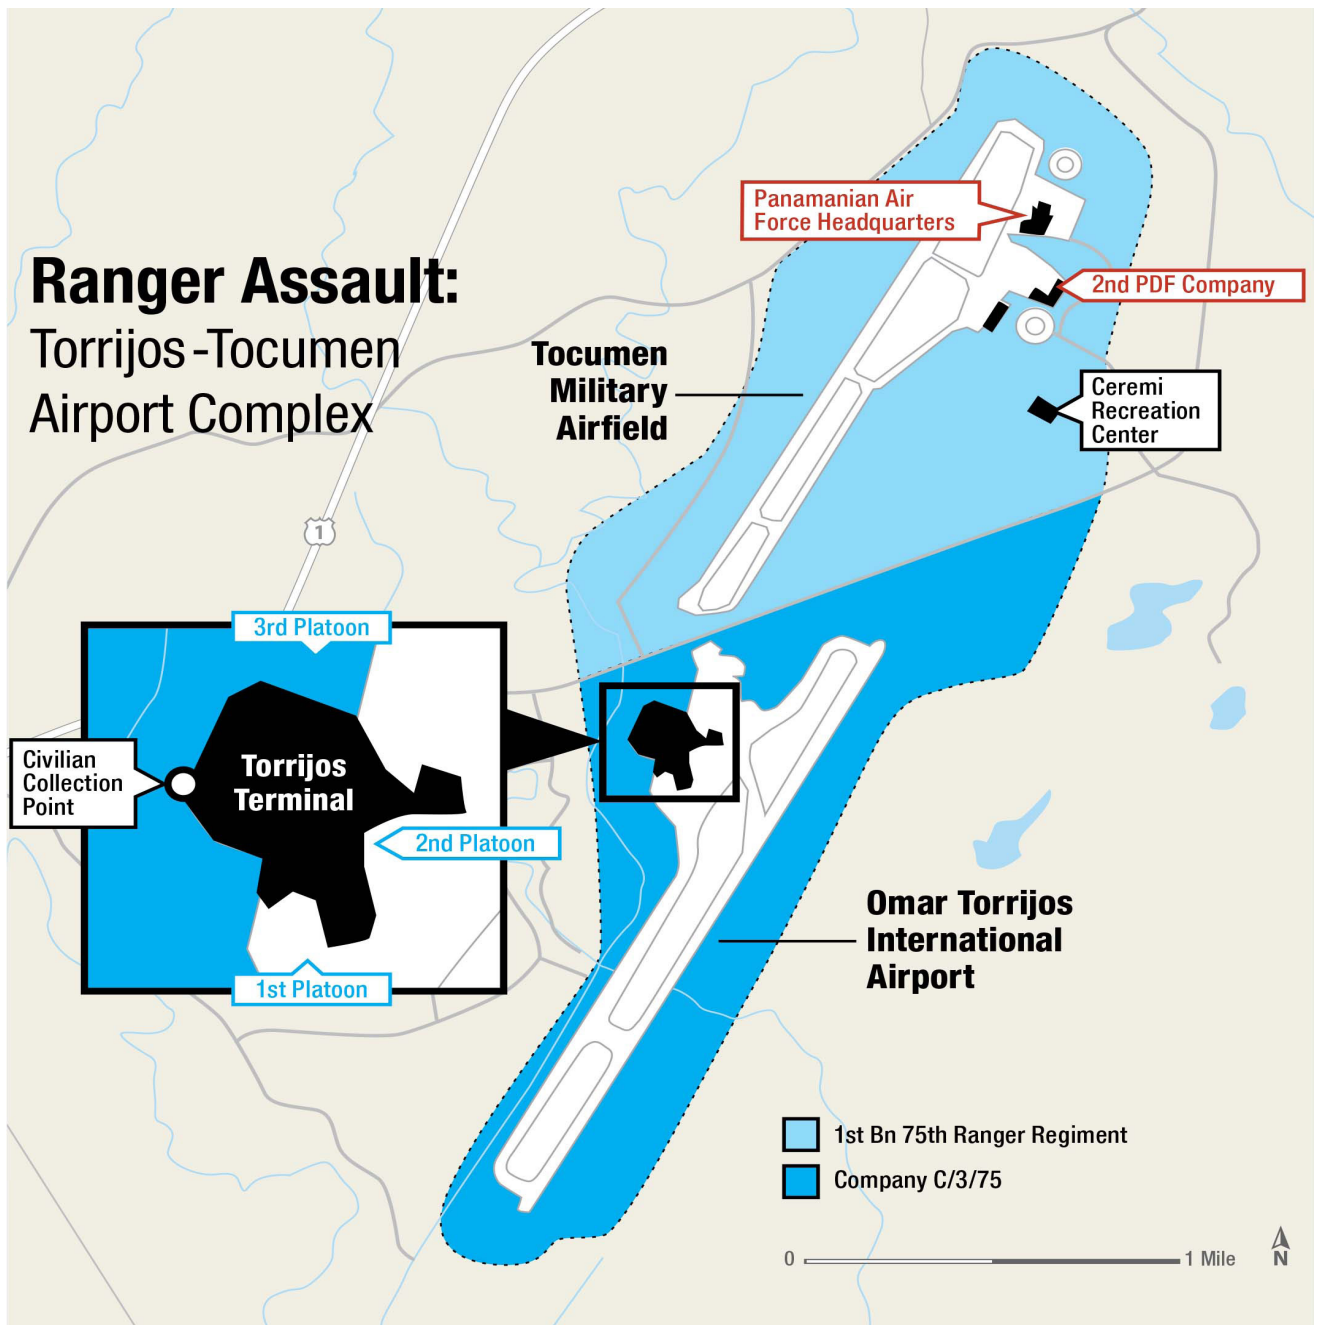 Ranger Assault:
Torrijos-Tocumen
Airport Complex
Panamanian Air
Force Headquarters
2nd PDF Company
Tocumen
Military
Airfield
Ceremi
Recreation
Center
1
3rd Platoon
Civilian
Collection
Point
Torrijos
Terminal
2nd Platoon
1st Platoon
Omar Torrijos
International
Airport
1st Bn 75th Ranger Regiment
Company C/3/75
0 1 Mile
N